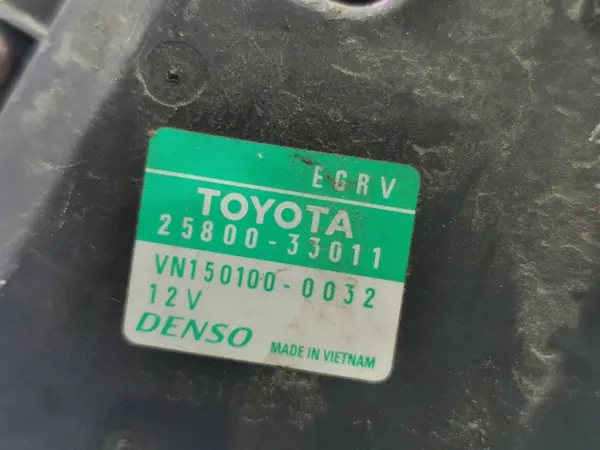 EGRV
TOYOTA
25800-33011
VN150100-0032
12V
DENSO MADE IN VIETNAM